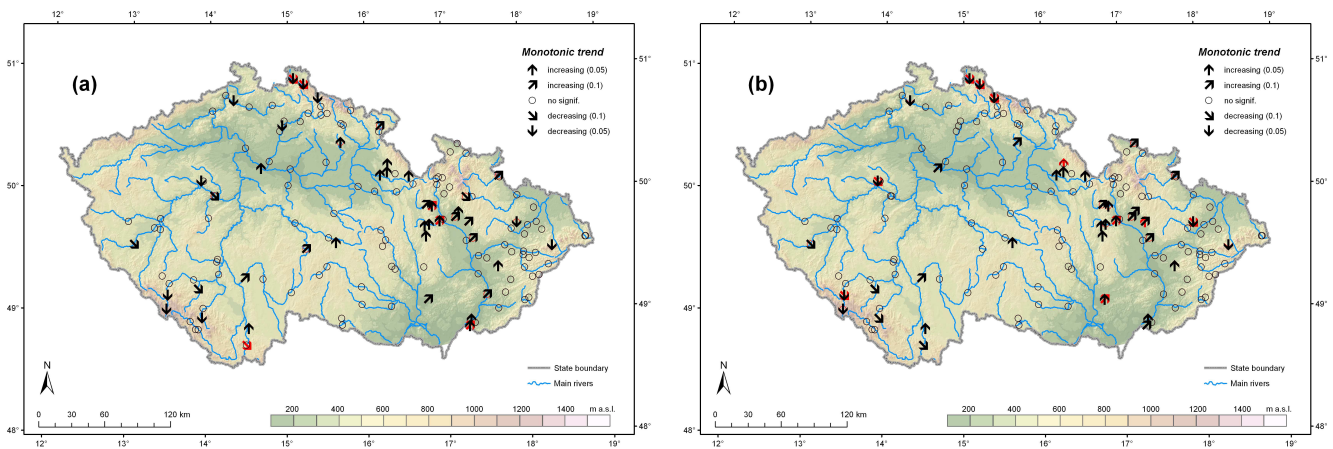 12° 13° 14° 15° 16° 17° 18° 19°
(a)
Monotonic trend
increasing (0.05)
increasing (0.1)
no signif.
decreasing (0.1)
decreasing (0.05)
51° 51°
50° 50°
49° 49°
48° 48°
N
State boundary
Main rivers
0 30 60 120 km
200 400 600 800 1000 1200 1400 m a.s.l.
12° 13° 14° 15° 16° 17° 18° 19°
12° 13° 14° 15° 16° 17° 18° 19°
(b)
Monotonic trend
increasing (0.05)
increasing (0.1)
no signif.
decreasing (0.1)
decreasing (0.05)
51° 51°
50° 50°
49° 49°
48° 48°
N
State boundary
Main rivers
0 30 60 120 km
200 400 600 800 1000 1200 1400 m a.s.l.
12° 13° 14° 15° 16° 17° 18° 19°